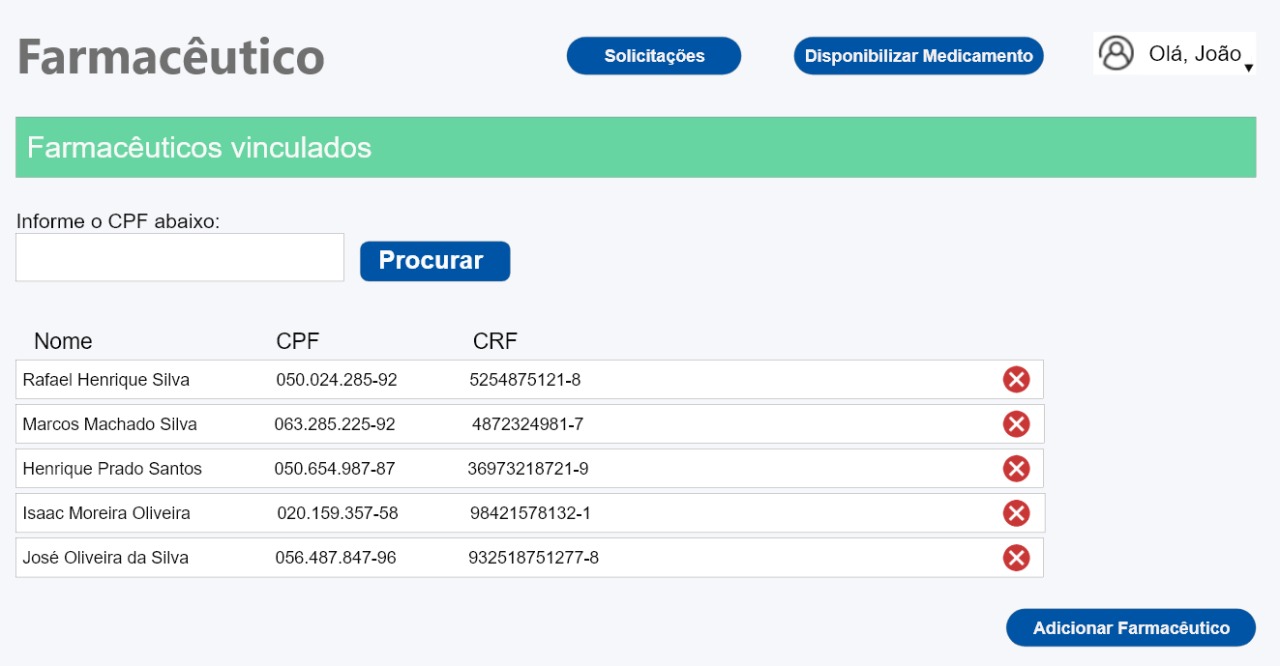 Farmacêutico
Solicitações
Disponibilizar Medicamento
Olá, João
Farmacêuticos vinculados
Informe o CPF abaixo:
Procurar
Nome CPF CRF
Rafael Henrique Silva 050.024.285-92 5254875121-8
Marcos Machado Silva 063.285.225-92 4872324981-7
Henrique Prado Santos 050.654.987-87 36973218721-9
Isaac Moreira Oliveira 020.159.357-58 98421578132-1
José Oliveira da Silva 056.487.847-96 932518751277-8
Adicionar Farmacêutico